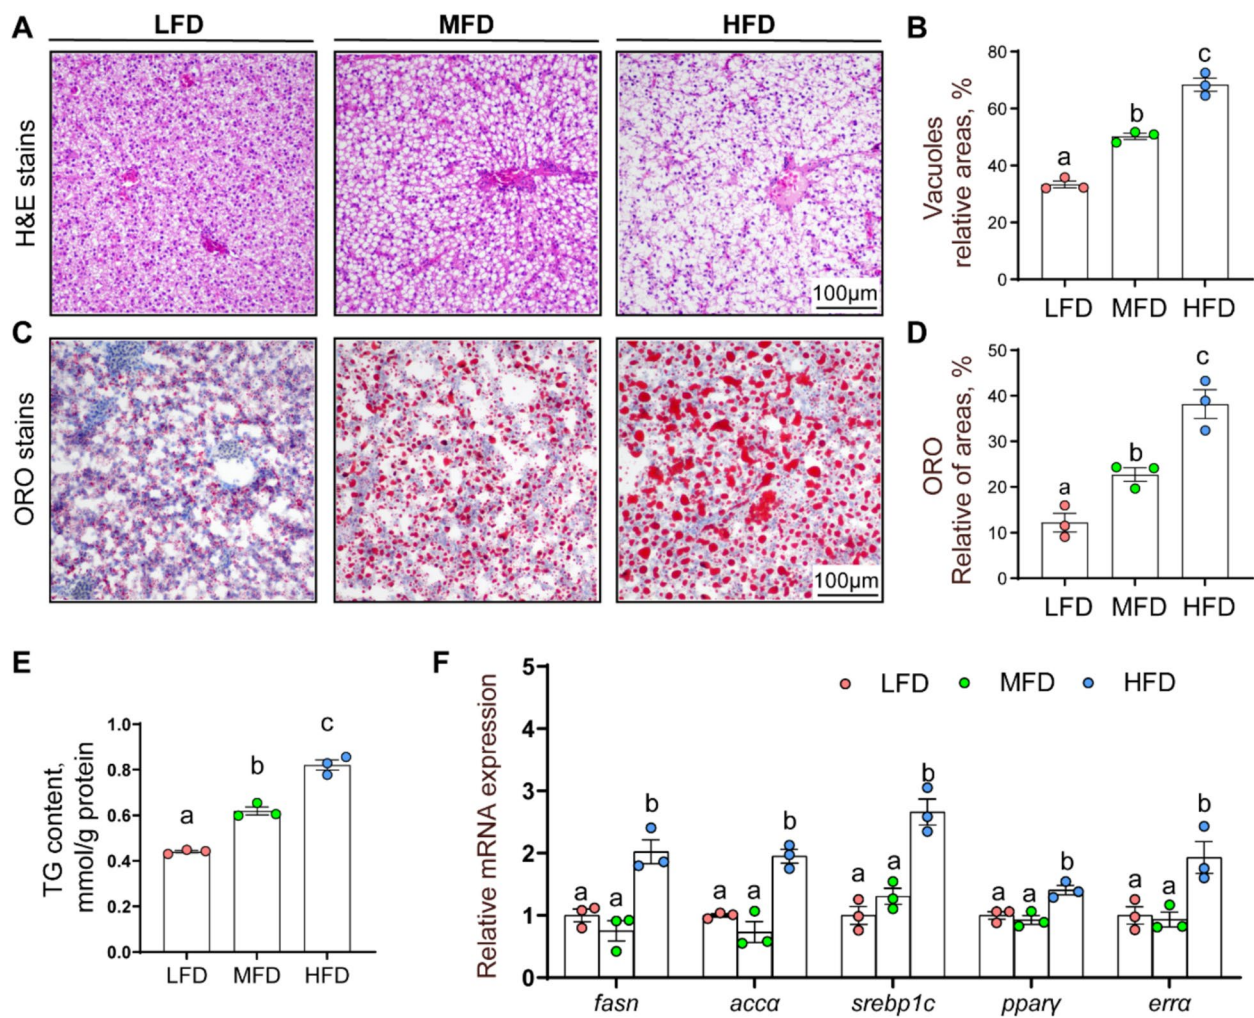 A
LFD
MFD
HFD
H&E stains
100μm
B
Vacuoles
relative areas, %
80
60
40
20
0
a
b
c
LFD
MFD
HFD
C
ORO stains
100μm
D
ORO
Relative of areas, %
50
40
30
20
10
0
a
b
c
LFD
MFD
HFD
E
TG content,
mmol/g protein
1.0
0.8
0.6
0.4
0.2
0.0
a
b
c
LFD
MFD
HFD
F
Relative mRNA expression
5
4
3
2
1
0
LFD
MFD
HFD
a a b
a a b
a a b
a a b
a a b
fasn
accα
srebp1c
pparγ
errα